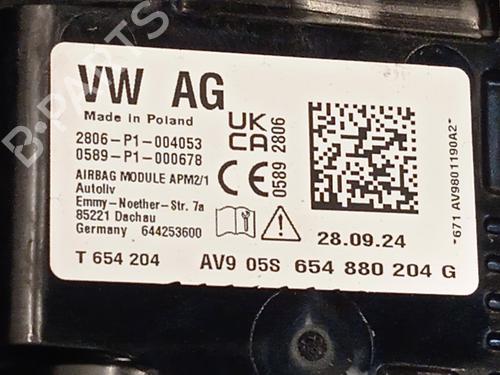 VW AG
Made in Poland
2806-P1-004053
0589-P1-000678
AIRBAG MODULE APM2/1
Autoliv
Emmy-Noether-Str. 7a
85221 Dachau
Germany 644253600
UK
CA
2806
CE
0589
28.09.24
*671 AV9801190A2*
T 654 204 AV9 05S 654 880 204 G
B-PARTS